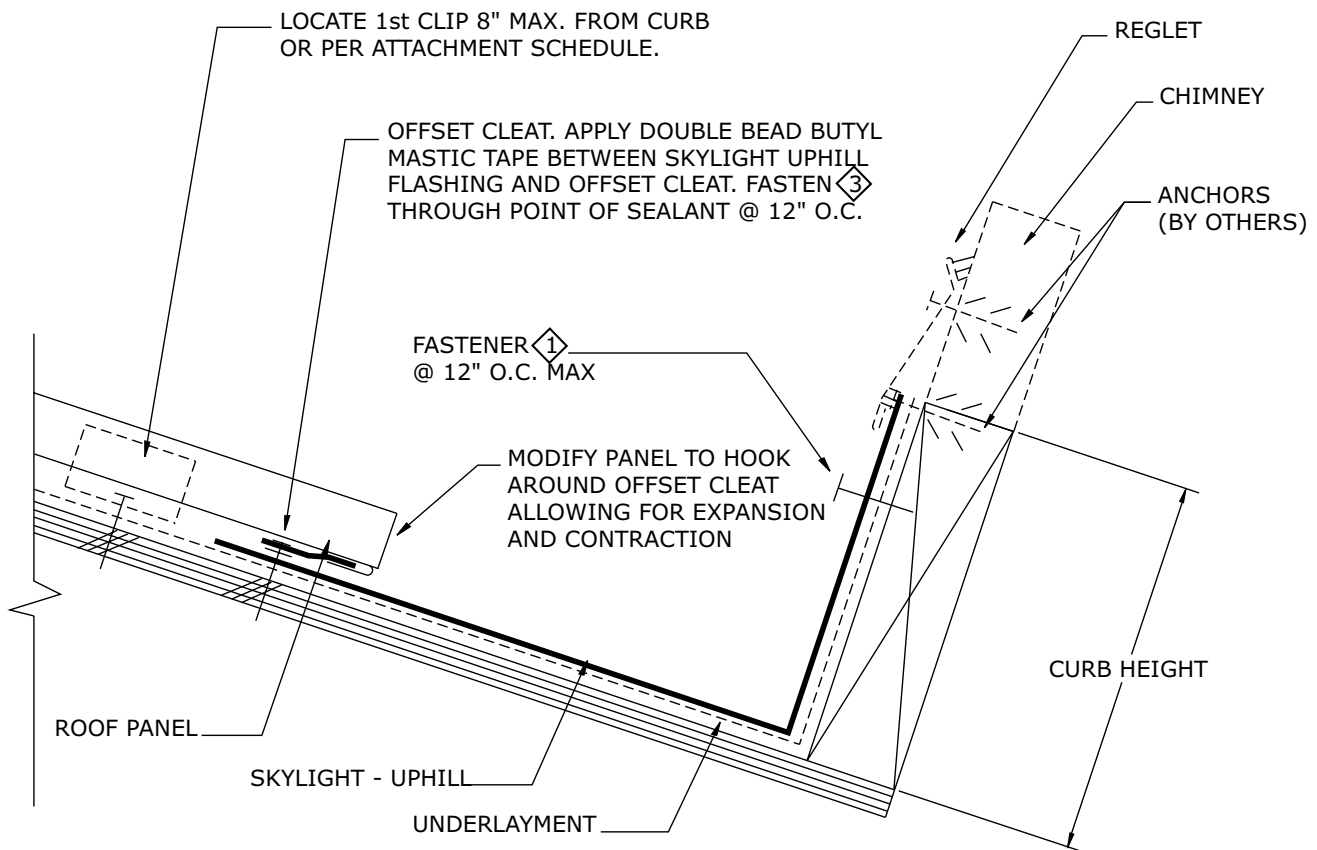 LOCATE 1st CLIP 8" MAX. FROM CURB
OR PER ATTACHMENT SCHEDULE.
REGLET
CHIMNEY
OFFSET CLEAT. APPLY DOUBLE BEAD BUTYL
MASTIC TAPE BETWEEN SKYLIGHT UPHILL
FLASHING AND OFFSET CLEAT. FASTEN 3
THROUGH POINT OF SEALANT @ 12" O.C.
ANCHORS
(BY OTHERS)
FASTENER 1
@ 12" O.C. MAX
MODIFY PANEL TO HOOK
AROUND OFFSET CLEAT
ALLOWING FOR EXPANSION
AND CONTRACTION
CURB HEIGHT
ROOF PANEL
SKYLIGHT - UPHILL
UNDERLAYMENT